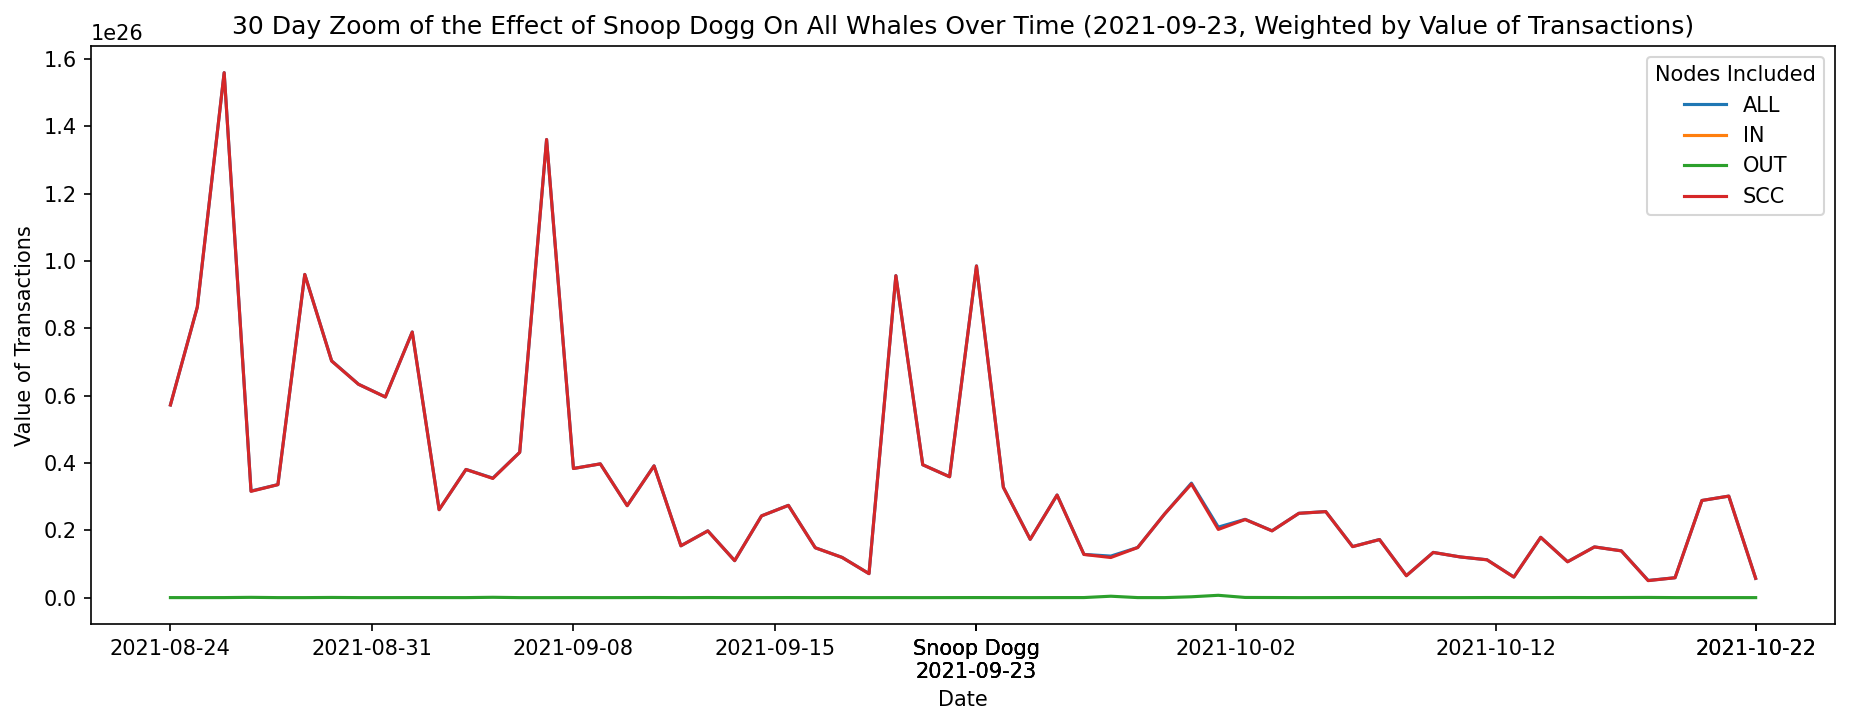 30 Day Zoom of the Effect of Snoop Dogg On All Whales Over Time (2021-09-23, Weighted by Value of Transactions)
1e26
1.6
1.4
1.2
1.0
0.8
0.6
0.4
0.2
0.0
Value of Transactions
Nodes Included
ALL
IN
OUT
SCC
2021-08-24 2021-08-31 2021-09-08 2021-09-15 Snoop Dogg 2021-10-02 2021-10-12 2021-10-22
2021-09-23
Date